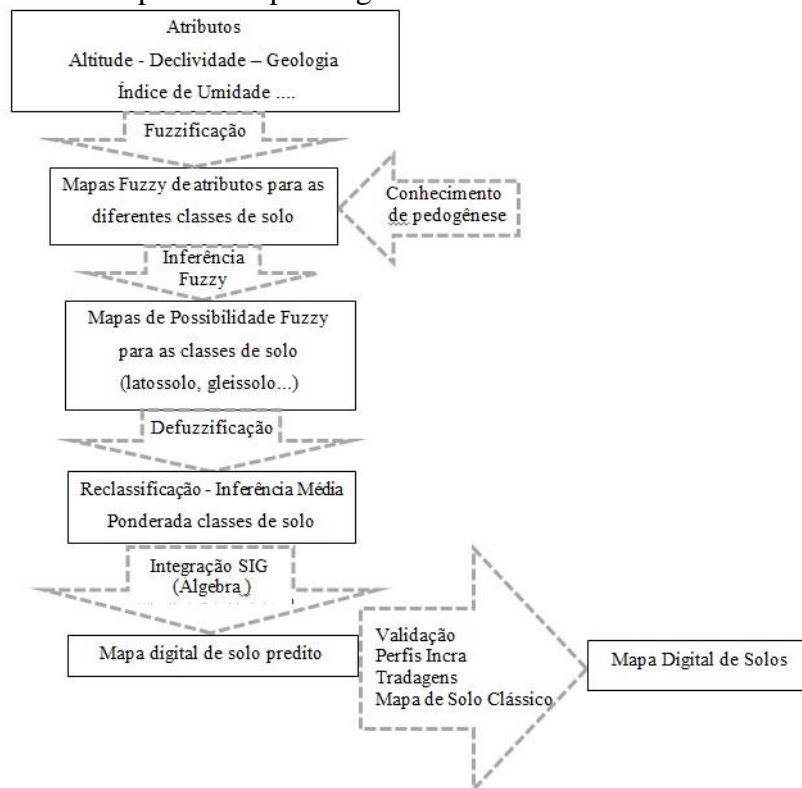 Atributos
Altitude - Declividade – Geologia
Índice de Umidade ....
Fuzzificação
Mapas Fuzzy de atributos para as
diferentes classes de solo
Conhecimento
de pedogênese
Inferência
Fuzzy
Mapas de Possibilidade Fuzzy
para as classes de solo
(latossolo, gleissolo...)
Defuzzificação
Reclassificação - Inferência Média
Ponderada classes de solo
Integração SIG
(Algebra )
Mapa digital de solo predito
Validação
Perfis Incra
Tradagens
Mapa de Solo Clássico
Mapa Digital de Solos